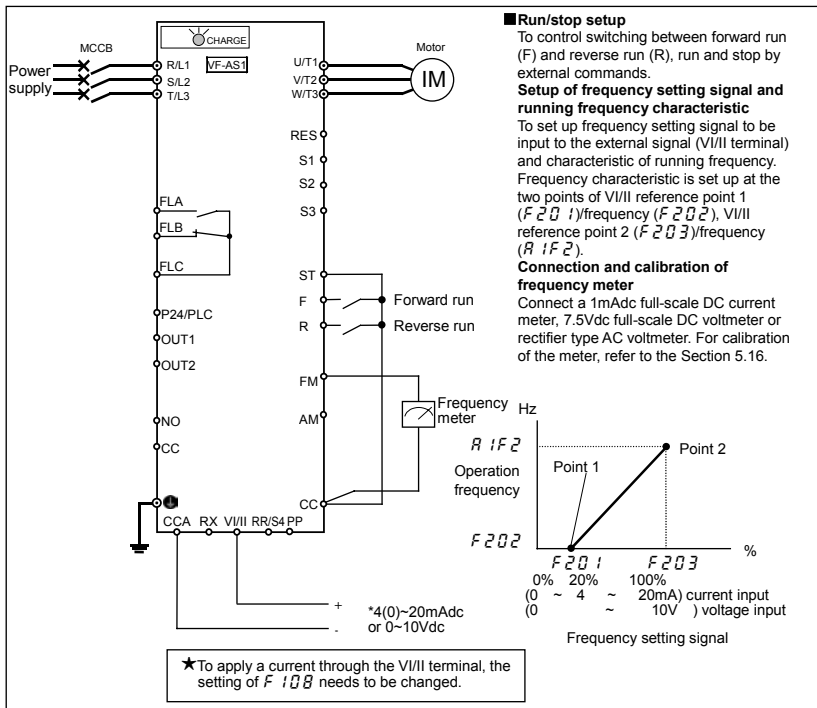 CHARGE
VF-AS1
MCCB
Power
supply
R/L1
S/L2
T/L3
U/T1
V/T2
W/T3
Motor
IM
RES
S1
S2
S3
FLA
FLB
FLC
ST
F
Forward run
R
Reverse run
P24/PLC
OUT1
OUT2
FM
Frequency
meter
AM
NO
CC
CC
CCA RX VI/II RR/S4 PP
+
-
*4(0)~20mAdc
or 0~10Vdc
★To apply a current through the VI/II terminal, the
setting of F108 needs to be changed.
■Run/stop setup
To control switching between forward run
(F) and reverse run (R), run and stop by
external commands.
Setup of frequency setting signal and
running frequency characteristic
To set up frequency setting signal to be
input to the external signal (VI/II terminal)
and characteristic of running frequency.
Frequency characteristic is set up at the
two points of VI/II reference point 1
(F201)/frequency (F202), VI/II
reference point 2 (F203)/frequency
(A1F2).
Connection and calibration of
frequency meter
Connect a 1mAdc full-scale DC current
meter, 7.5Vdc full-scale DC voltmeter or
rectifier type AC voltmeter. For calibration
of the meter, refer to the Section 5.16.
Hz
A1F2
Point 2
Point 1
Operation
frequency
F202
%
F201 F203
0% 20% 100%
(0 ~ 4 ~ 20mA) current input
(0 ~ 10V ) voltage input
Frequency setting signal